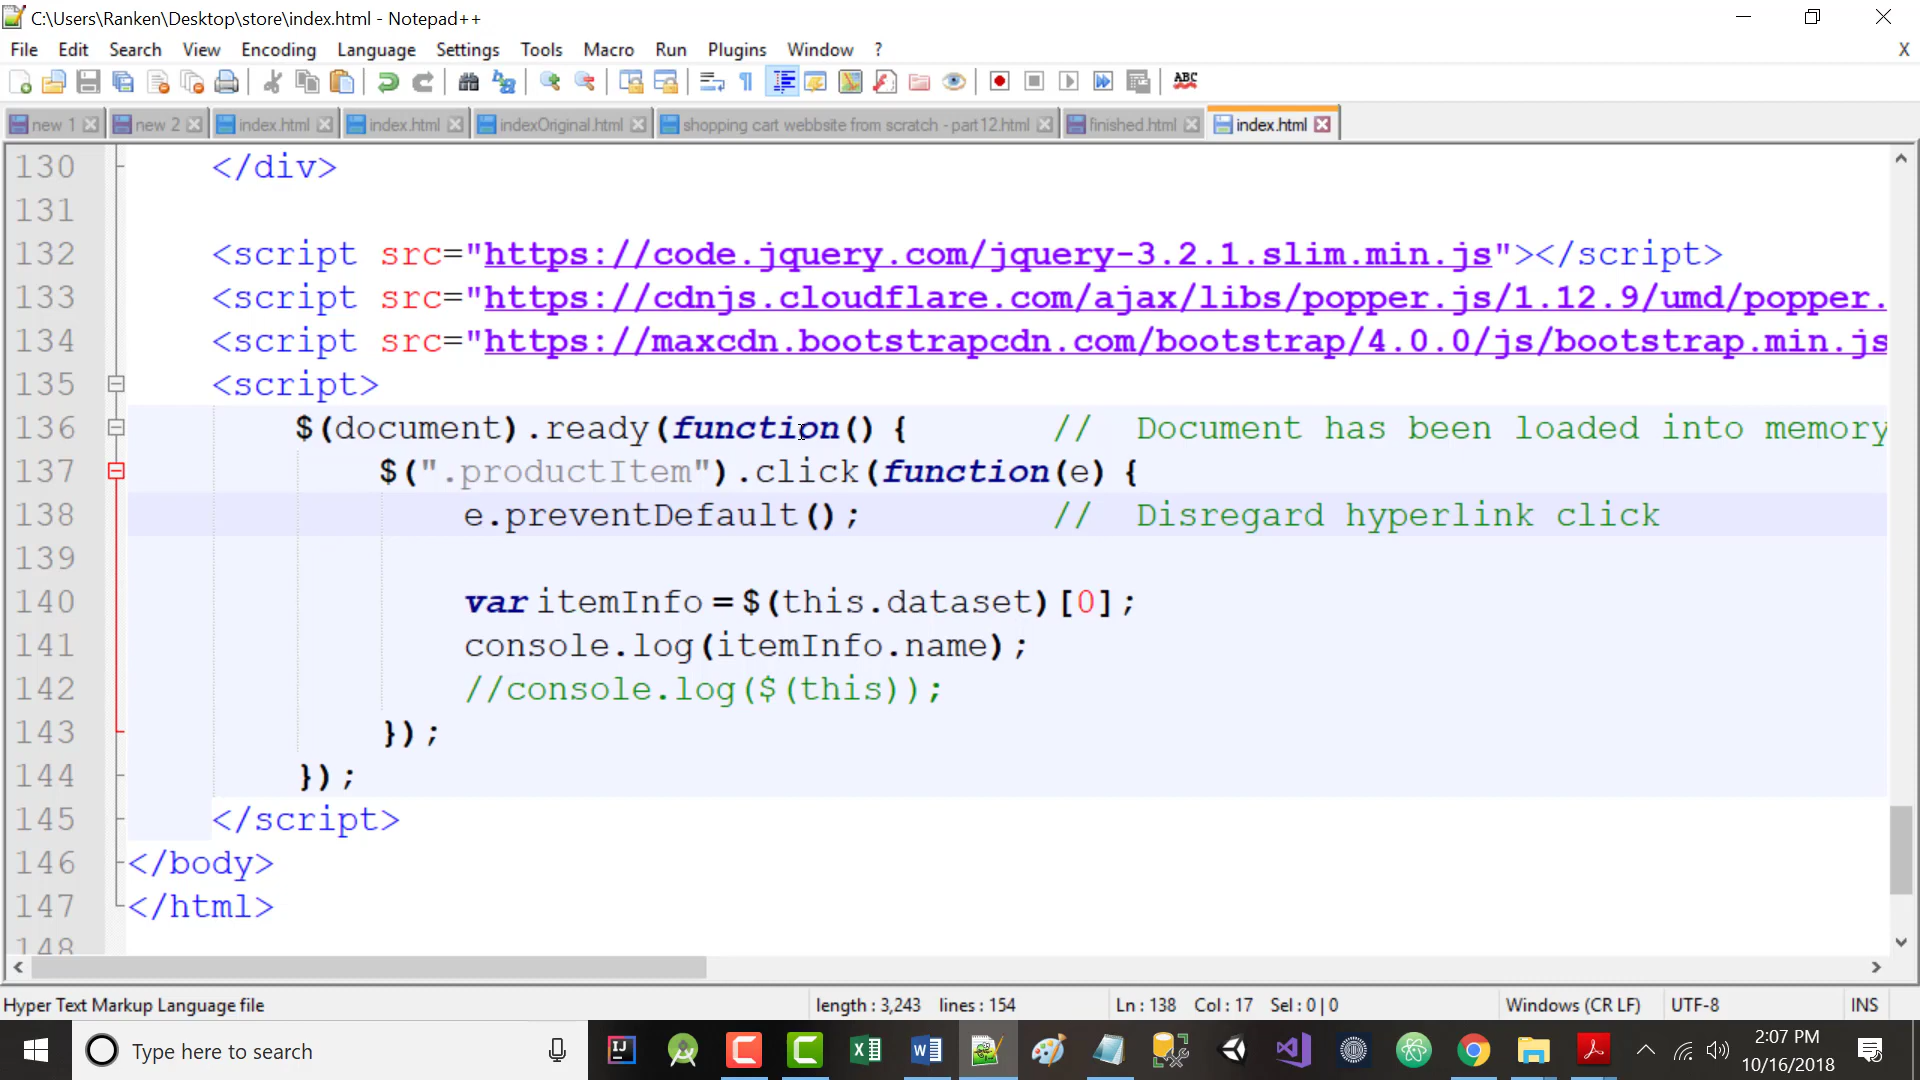 C:\Users\Ranken\Desktop\store\index.html - Notepad++
File Edit Search View Encoding Language Settings Tools Macro Run Plugins Window ? X
ABC
new 1 new 2 index.html index.html indexOriginal.html shopping cart webbsite from scratch - part12.html finished.html index.html
130 </div>
131
132 <script src="https://code.jquery.com/jquery-3.2.1.slim.min.js"></script>
133 <script src="https://cdnjs.cloudflare.com/ajax/libs/popper.js/1.12.9/umd/popper.
134 <script src="https://maxcdn.bootstrapcdn.com/bootstrap/4.0.0/js/bootstrap.min.js
135 <script>
136 $(document).ready(function() { // Document has been loaded into memory
137 $(".productItem").click(function(e) {
138 e.preventDefault(); // Disregard hyperlink click
139
140 var itemInfo = $(this.dataset)[0];
141 console.log(itemInfo.name);
142 //console.log($(this));
143 });
144 });
145 </script>
146 </body>
147 </html>
148
Hyper Text Markup Language file length : 3,243 lines : 154 Ln : 138 Col : 17 Sel : 0 | 0 Windows (CR LF) UTF-8 INS
Type here to search 2:07 PM
10/16/2018